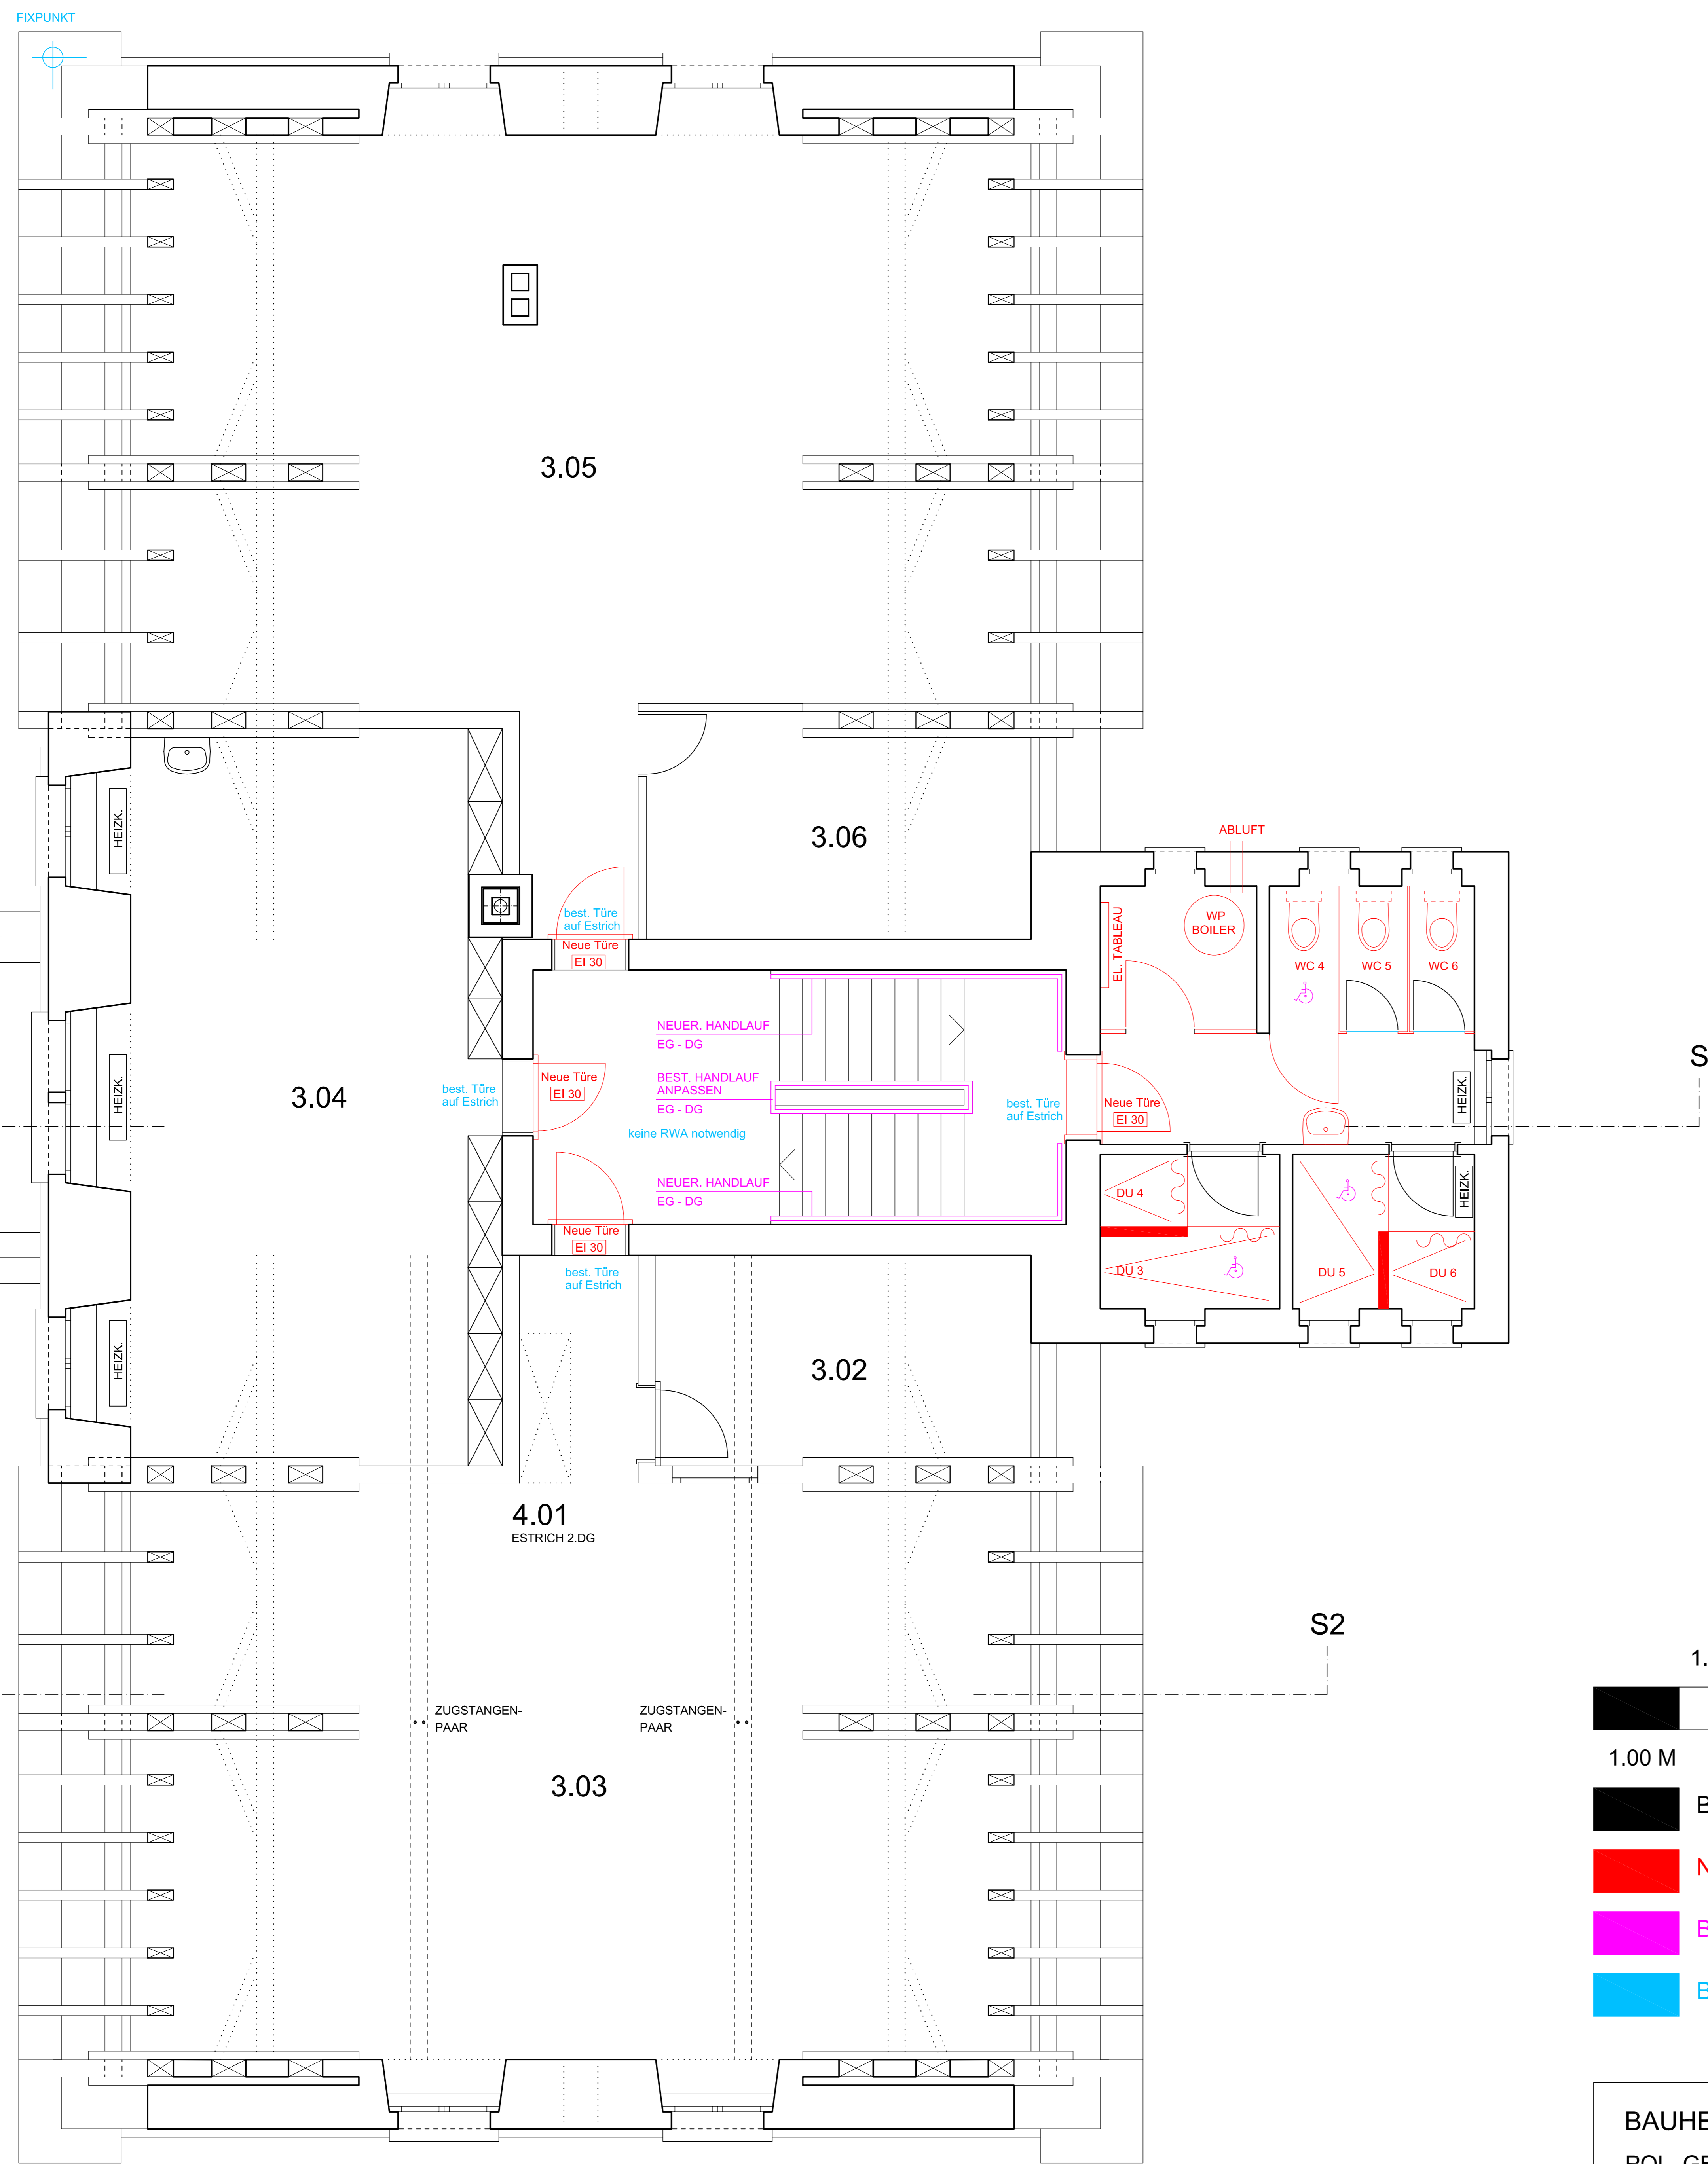 FIXPUNKT
3.05
3.06
HEIZK.
best. Türe
auf Estrich
Neue Türe
EI 30
ABLUFT
WP
BOILER
EL. TABLEAU
WC 4
WC 5
WC 6
NEUER. HANDLAUF
EG - DG
BEST. HANDLAUF
ANPASSEN
EG - DG
keine RWA notwendig
NEUER. HANDLAUF
EG - DG
3.04
HEIZK.
best. Türe
auf Estrich
Neue Türe
EI 30
best. Türe
auf Estrich
Neue Türe
EI 30
HEIZK.
S
Neue Türe
EI 30
best. Türe
auf Estrich
DU 4
DU 3
DU 5
DU 6
HEIZK.
HEIZK.
3.02
4.01
ESTRICH 2.DG
S2
ZUGSTANGEN-
PAAR
ZUGSTANGEN-
PAAR
3.03
1.
1.00 M
B
N
B
B
BAUHE